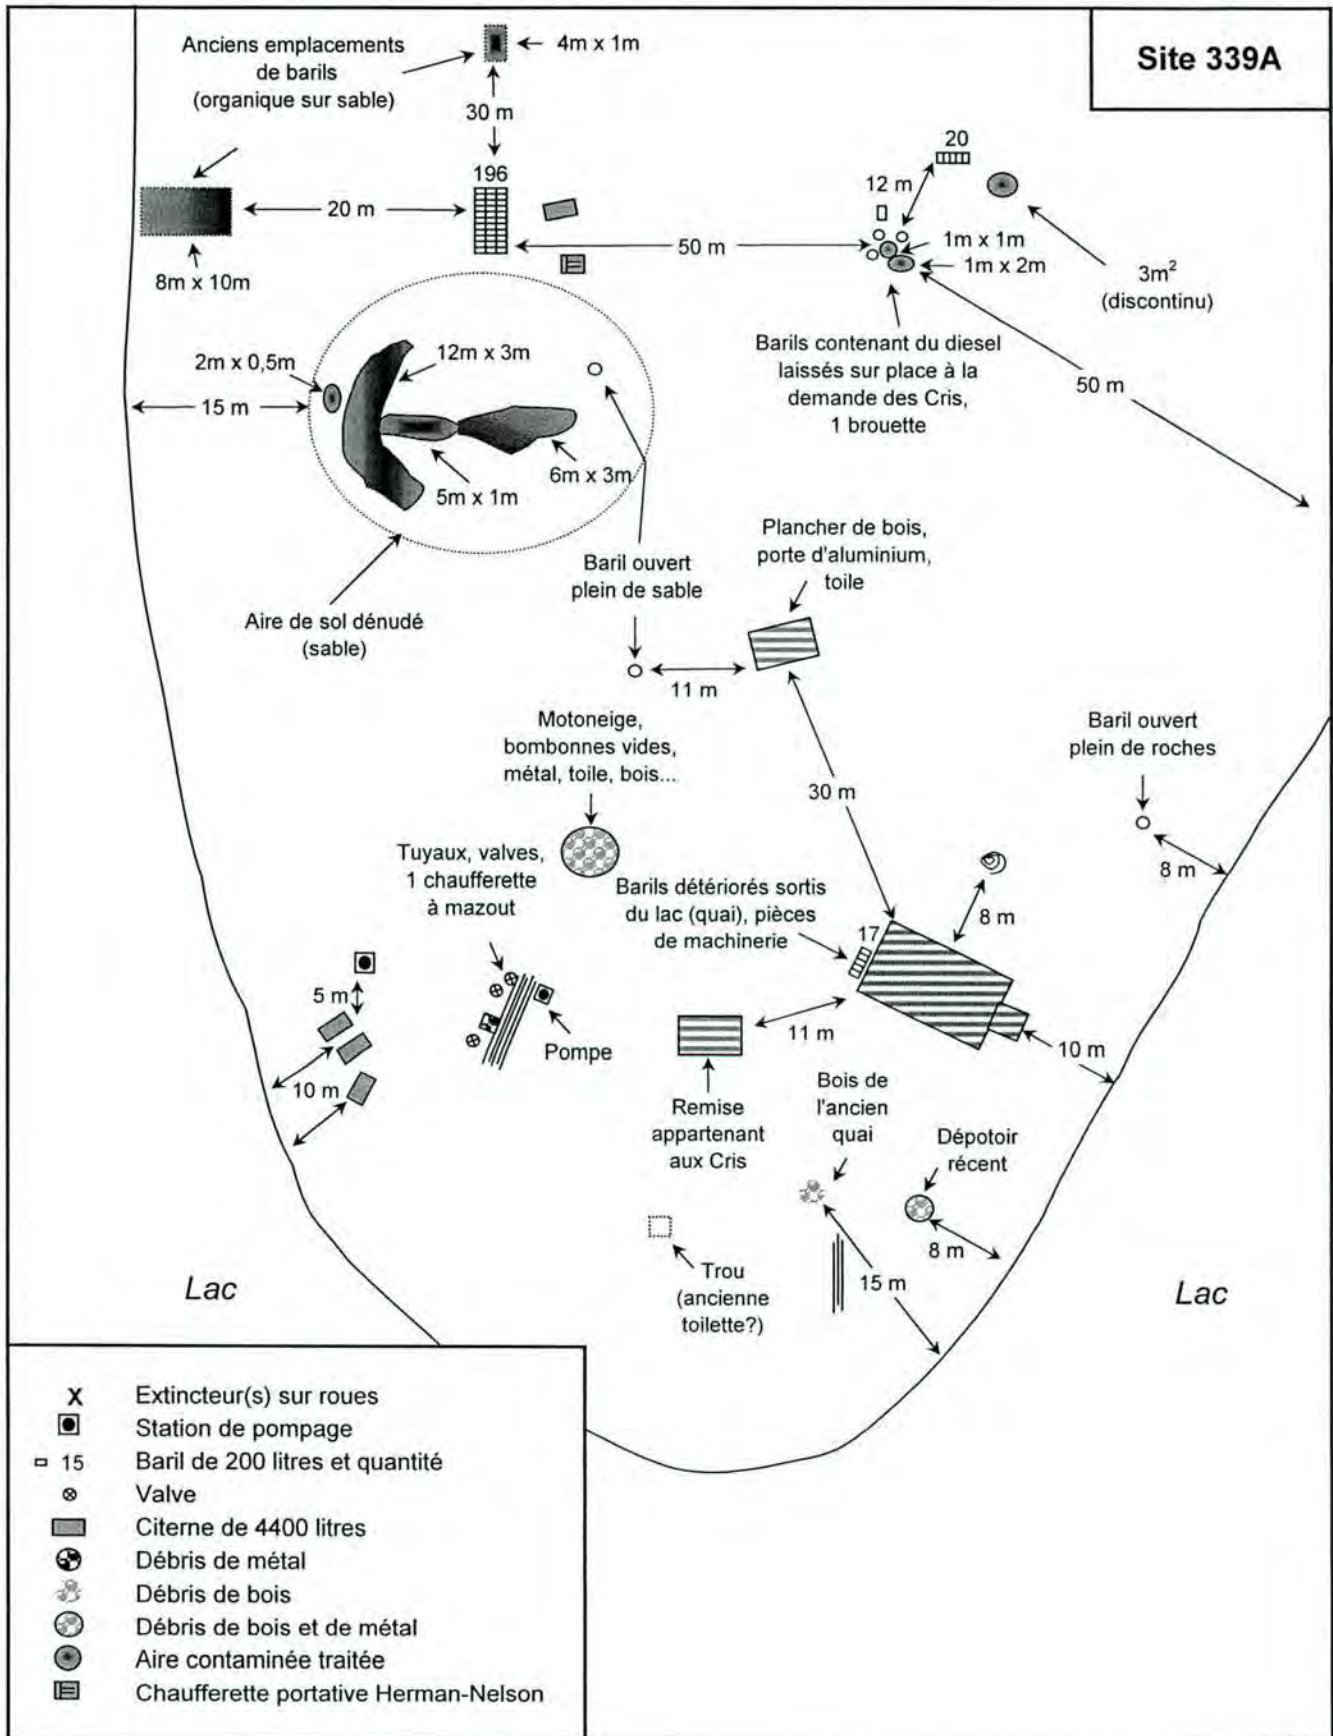 Site 339A
Anciens emplacements
de barils
(organique sur sable)
4m x 1m
30 m
196
20 m
8m x 10m
50 m
20
12 m
1m x 1m
1m x 2m
3m²
(discontinu)
Barils contenant du diesel
laissés sur place à la
demande des Cris,
1 brouette
50 m
2m x 0,5m
12m x 3m
15 m
6m x 3m
5m x 1m
Aire de sol dénudé
(sable)
Baril ouvert
plein de sable
Plancher de bois,
porte d'aluminium,
toile
11 m
Motoneige,
bombonnes vides,
métal, toile, bois...
30 m
Baril ouvert
plein de roches
8 m
Tuyaux, valves,
1 chaufferette
à mazout
Barils détériorés sortis
du lac (quai), pièces
de machinerie
17
8 m
5 m
Pompe
11 m
10 m
10 m
Remise
appartenant
aux Cris
Bois de
l'ancien
quai
Dépotoir
récent
8 m
Trou
(ancienne
toilette?)
15 m
Lac
Lac
X Extincteur(s) sur roues
Station de pompage
15 Baril de 200 litres et quantité
Valve
Citerne de 4400 litres
Débris de métal
Débris de bois
Débris de bois et de métal
Aire contaminée traitée
Chaufferette portative Herman-Nelson